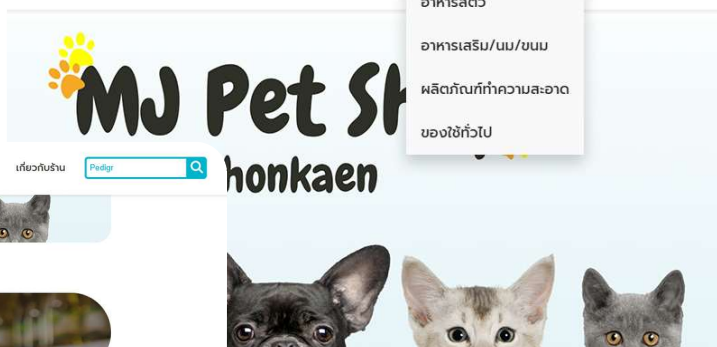 อาหารสัตว์
อาหารเสริม/นม/ขนม
ผลิตภัณฑ์ทำความสะอาด
ของใช้ทั่วไป
MJ Pet Sh
honkaen
เกี่ยวกับร้าน
Pedigr